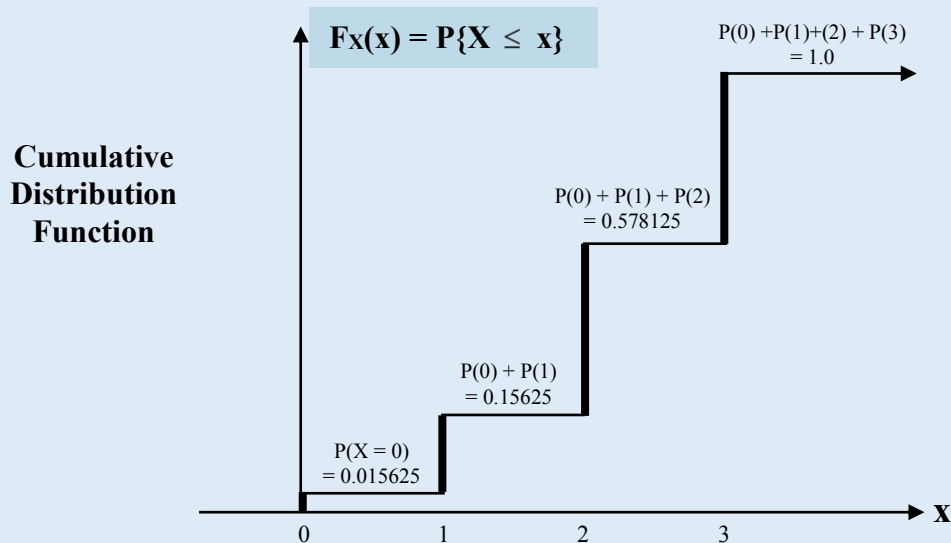 Fx(x) = P{X ≤ x}
P(0) +P(1)+(2) + P(3)
= 1.0
Cumulative
Distribution
Function
P(0) + P(1) + P(2)
= 0.578125
P(0) + P(1)
= 0.15625
P(X = 0)
= 0.015625
X
0 1 2 3